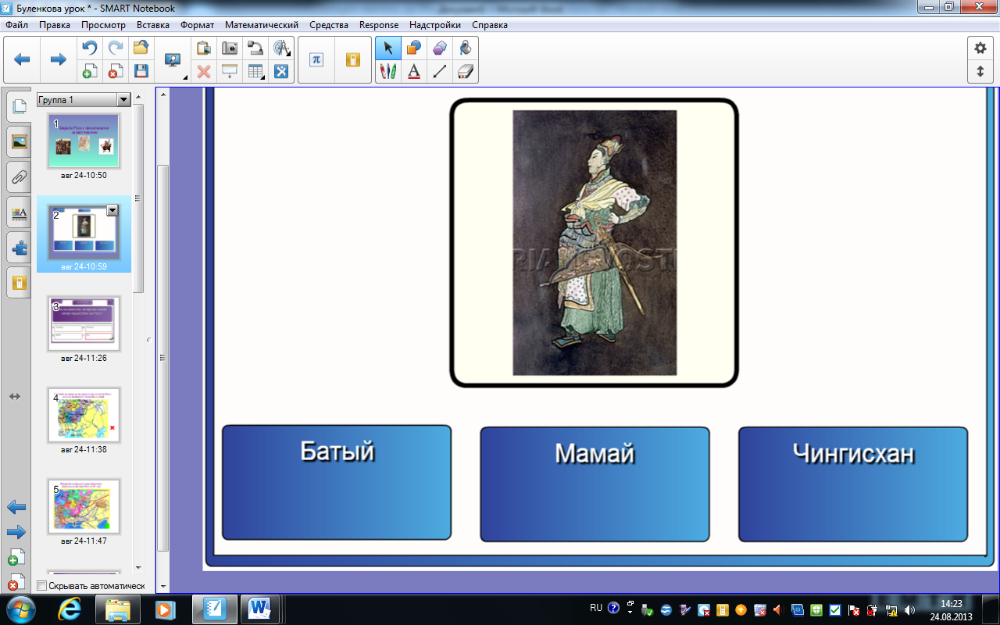 Буленкова урок * - SMART Notebook
Файл Правка Просмотр Вставка Формат Математический Средства Response Надстройки Справка
π
A
Группа 1
1
авг 24-10:50
2
авг 24-10:59
3
авг 24-11:26
4
авг 24-11:38
5
авг 24-11:47
Скрывать автоматическ
Батый
Мамай
Чингисхан
RU
14:23
24.08.2013